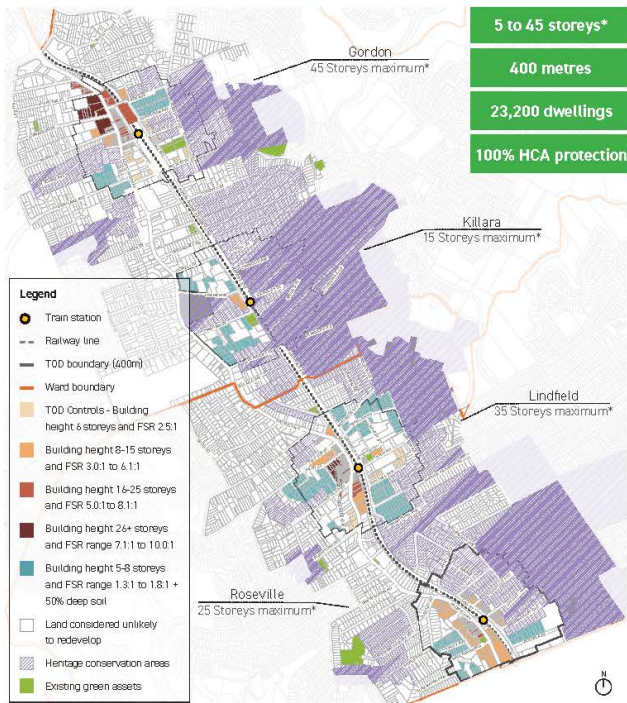 5 to 45 storeys*
400 metres
23,200 dwellings
100% HCA protection
Gordon
45 Storeys maximum*
Killara
15 Storeys maximum*
Lindfield
35 Storeys maximum*
Roseville
25 Storeys maximum*
Legend
Train station
Railway line
TOD boundary (400m)
Ward boundary
TOD Controls - Building
height 6 storeys and FSR 2.5:1
Building height 8-15 storeys
and FSR 3.0:1 to 6.1:1
Building height 16-25 storeys
and FSR 5.0:1 to 8.1:1
Building height 26+ storeys
and FSR range 7.1:1 to 10.0:1
Building height 5-8 storeys
and FSR range 1.3:1 to 1.8:1 +
50% deep soil
Land considered unlikely
to redevelop
Heritage conservation areas
Existing green assets
N